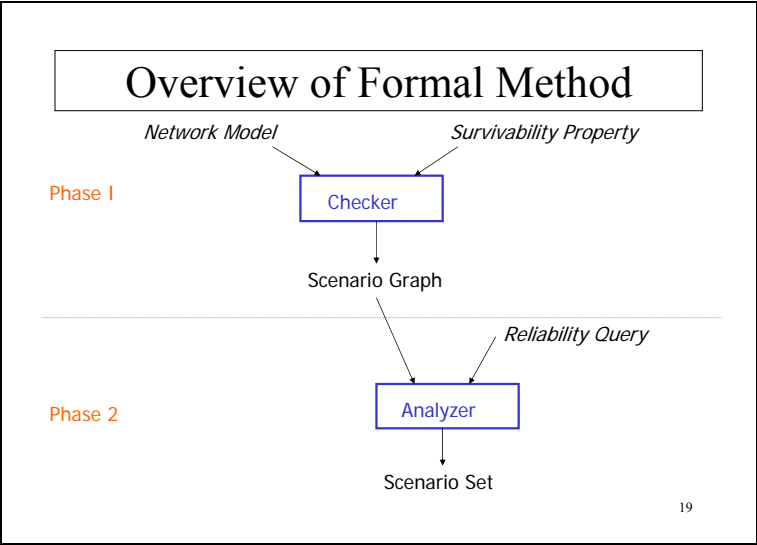 Overview of Formal Method
Network Model
Survivability Property
Phase I
Checker
Scenario Graph
Reliability Query
Phase 2
Analyzer
Scenario Set
19